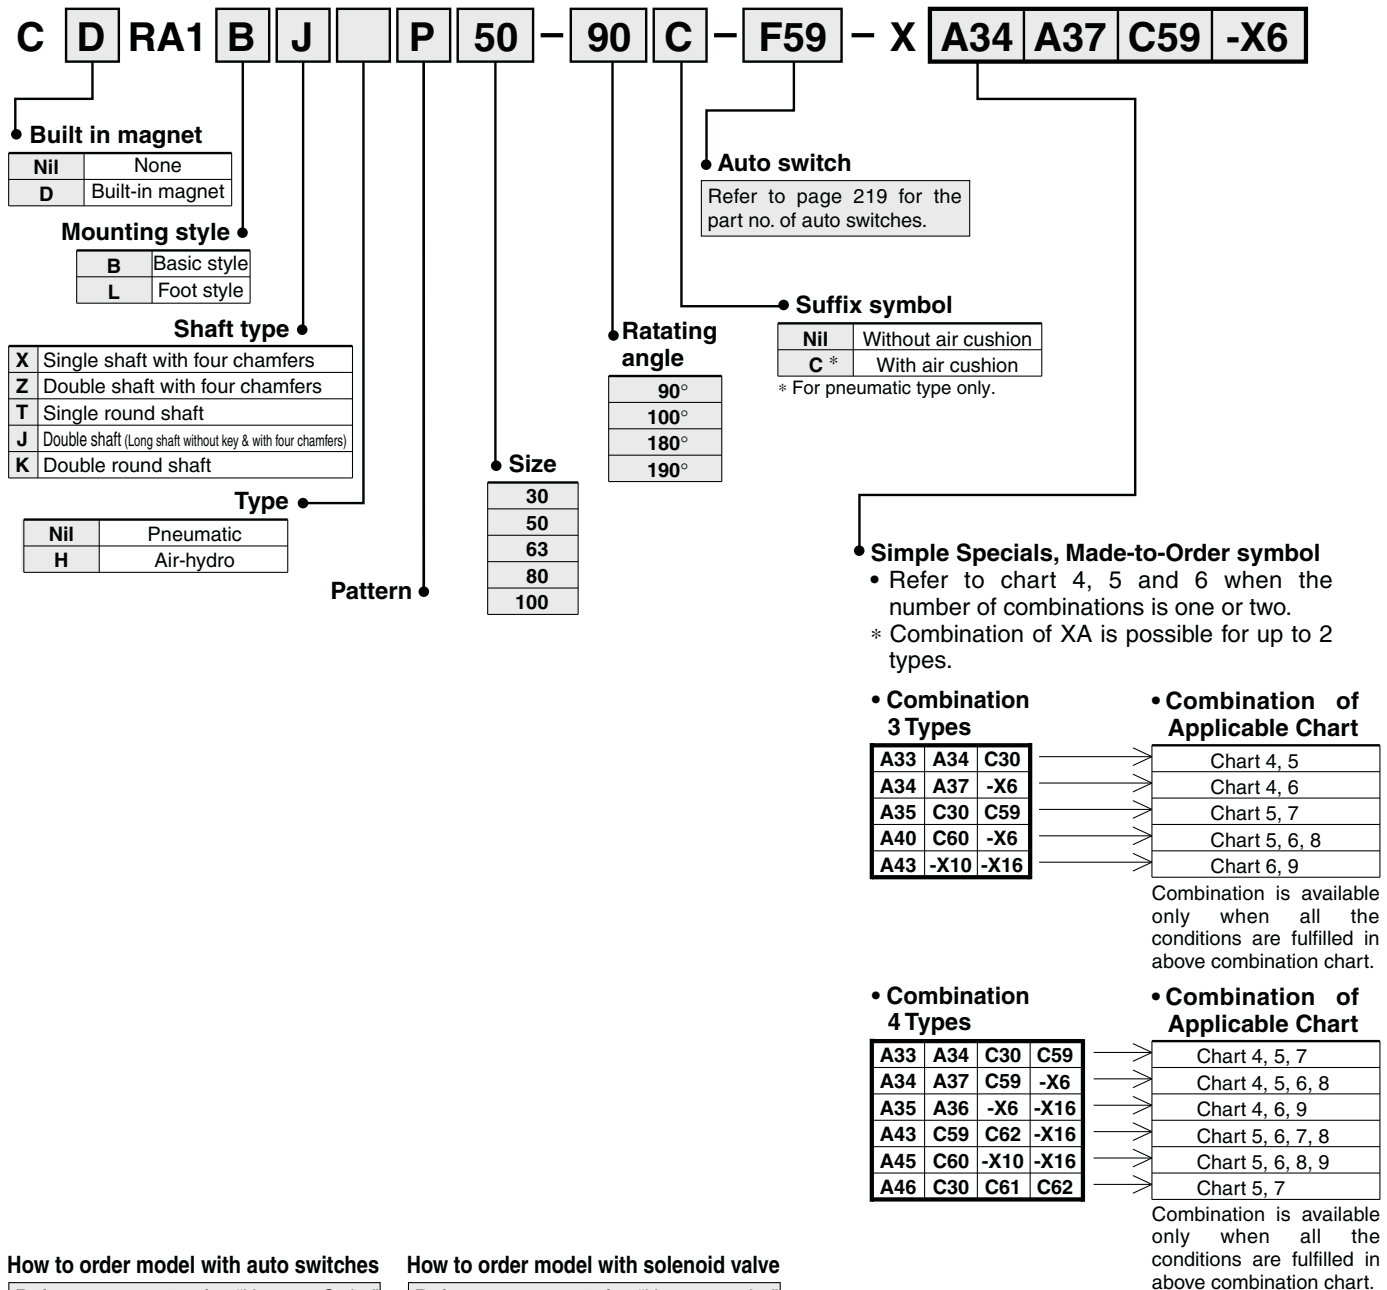 C D RA1 B J P 50 – 90 C – F59 – X A34 A37 C59 -X6
Built in magnet
Nil None
D Built-in magnet
Mounting style
B Basic style
L Foot style
Shaft type
X Single shaft with four chamfers
Z Double shaft with four chamfers
T Single round shaft
J Double shaft (Long shaft without key & with four chamfers)
K Double round shaft
Type
Nil Pneumatic
H Air-hydro
Pattern
Size
30
50
63
80
100
Ratating
angle
90°
100°
180°
190°
Auto switch
Refer to page 219 for the
part no. of auto switches.
Suffix symbol
Nil Without air cushion
C * With air cushion
* For pneumatic type only.
Simple Specials, Made-to-Order symbol
• Refer to chart 4, 5 and 6 when the
number of combinations is one or two.
* Combination of XA is possible for up to 2
types.
• Combination
3 Types
• Combination of
Applicable Chart
A33 A34 C30 Chart 4, 5
A34 A37 -X6 Chart 4, 6
A35 C30 C59 Chart 5, 7
A40 C60 -X6 Chart 5, 6, 8
A43 -X10 -X16 Chart 6, 9
Combination is available
only when all the
conditions are fulfilled in
above combination chart.
• Combination
4 Types
• Combination of
Applicable Chart
A33 A34 C30 C59 Chart 4, 5, 7
A34 A37 C59 -X6 Chart 4, 5, 6, 8
A35 A36 -X6 -X16 Chart 4, 6, 9
A43 C59 C62 -X16 Chart 5, 6, 7, 8
A45 C60 -X10 -X16 Chart 5, 6, 8, 9
A46 C30 C61 C62 Chart 5, 7
Combination is available
only when all the
conditions are fulfilled in
above combination chart.
How to order model with auto switches
How to order model with solenoid valve